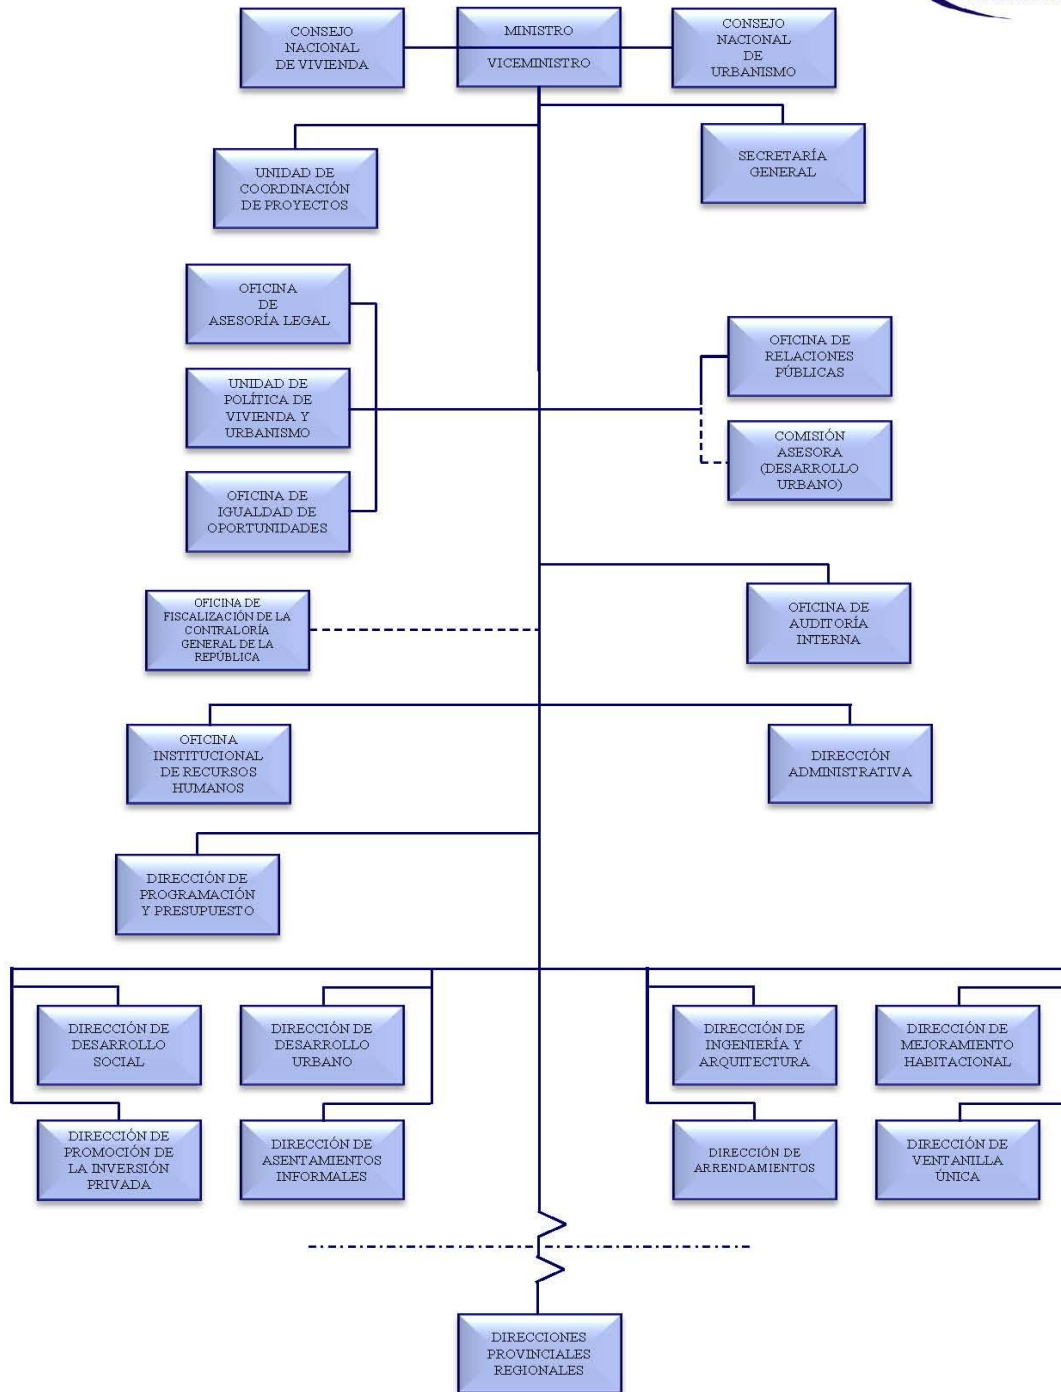 CONSEJO
NACIONAL
DE VIVIENDA
MINISTRO
VICEMINISTRO
CONSEJO
NACIONAL
DE
URBANISMO
UNIDAD DE
COORDINACIÓN
DE PROYECTOS
SECRETARÍA
GENERAL
OFICINA
DE
ASESORÍA LEGAL
UNIDAD DE
POLÍTICA DE
VIVIENDA Y
URBANISMO
OFICINA DE
IGUALDAD DE
OPORTUNIDADES
OFICINA DE
RELACIONES
PÚBLICAS
COMISIÓN
ASESORA
(DESARROLLO
URBANO)
OFICINA DE
FISCALIZACIÓN DE LA
CONTRALORÍA
GENERAL DE LA
REPÚBLICA
OFICINA DE
AUDITORÍA
INTERNA
OFICINA
INSTITUCIONAL
DE RECURSOS
HUMANOS
DIRECCIÓN
ADMINISTRATIVA
DIRECCIÓN DE
PROGRAMACIÓN
Y PRESUPUESTO
DIRECCIÓN DE
DESARROLLO
SOCIAL
DIRECCIÓN DE
DESARROLLO
URBANO
DIRECCIÓN DE
INGENIERÍA Y
ARQUITECTURA
DIRECCIÓN DE
MEJORAMIENTO
HABITACIONAL
DIRECCIÓN DE
PROMOCIÓN DE
LA INVERSIÓN
PRIVADA
DIRECCIÓN DE
ASENTAMIENTOS
INFORMALES
DIRECCIÓN DE
ARRENDAMIENTOS
DIRECCIÓN DE
VENTANILLA
ÚNICA
DIRECCIONES
PROVINCIALES
REGIONALES